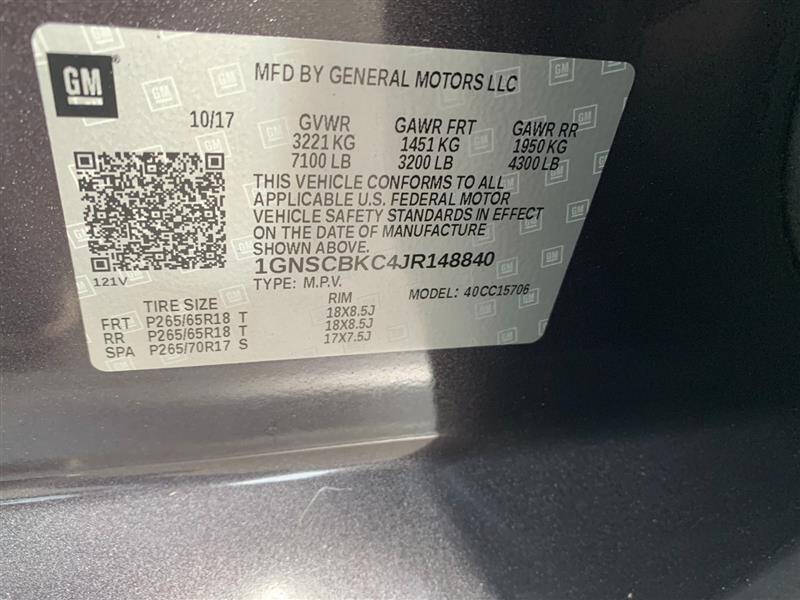 GM
MFD BY GENERAL MOTORS LLC
10/17 GVWR GAWR FRT GAWR RR
3221 KG 1451 KG 1950 KG
7100 LB 3200 LB 4300 LB
THIS VEHICLE CONFORMS TO ALL
APPLICABLE U.S. FEDERAL MOTOR
VEHICLE SAFETY STANDARDS IN EFFECT
ON THE DATE OF MANUFACTURE
SHOWN ABOVE.
1GNSCBKC4JR148840
121V TYPE: M.P.V. MODEL: 40CC15706
TIRE SIZE RIM
FRT P265/65R18 T 18X8.5J
RR P265/65R18 T 18X8.5J
SPA P265/70R17 S 17X7.5J